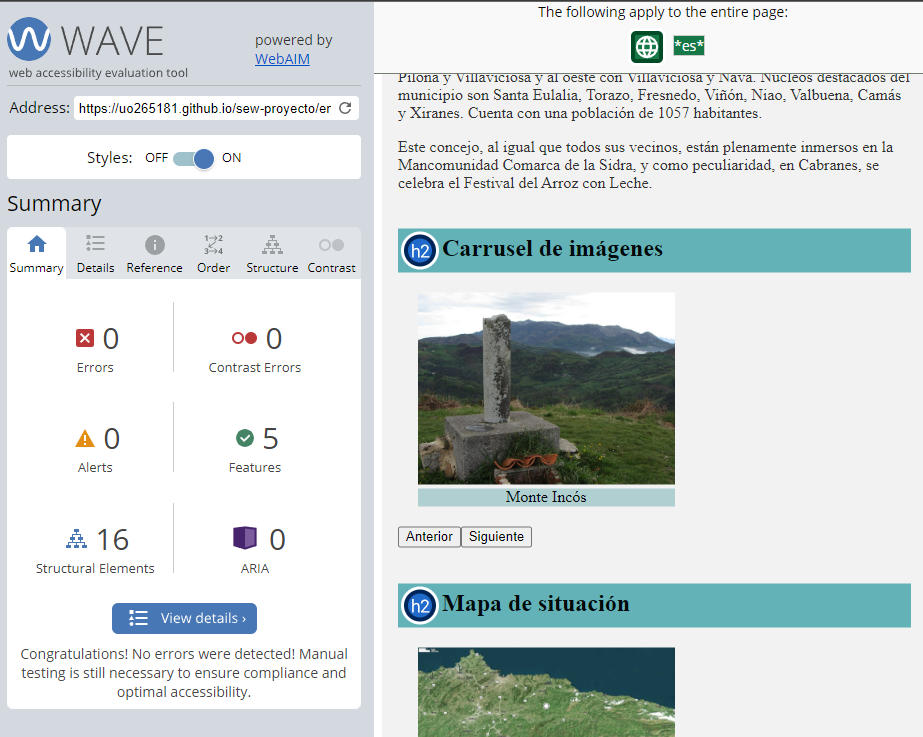 WAVE
web accessibility evaluation tool
powered by
WebAIM
Address: https://uo265181.github.io/sew-proyecto/er
Styles: OFF ON
Summary
Summary Details Reference Order Structure Contrast
0
Errors
0
Contrast Errors
0
Alerts
5
Features
16
Structural Elements
0
ARIA
View details ›
Congratulations! No errors were detected! Manual
testing is still necessary to ensure compliance and
optimal accessibility.
The following apply to the entire page:
*es*
Piloña y Villaviciosa y al oeste con Villaviciosa y Nava. Núcleos destacados del
municipio son Santa Eulalia, Torazo, Fresnedo, Viñón, Niao, Valbuena, Camás
y Xiranes. Cuenta con una población de 1057 habitantes.
Este concejo, al igual que todos sus vecinos, están plenamente inmersos en la
Mancomunidad Comarca de la Sidra, y como peculiaridad, en Cabranes, se
celebra el Festival del Arroz con Leche.
h2 Carrusel de imágenes
Monte Incós
Anterior Siguiente
h2 Mapa de situación